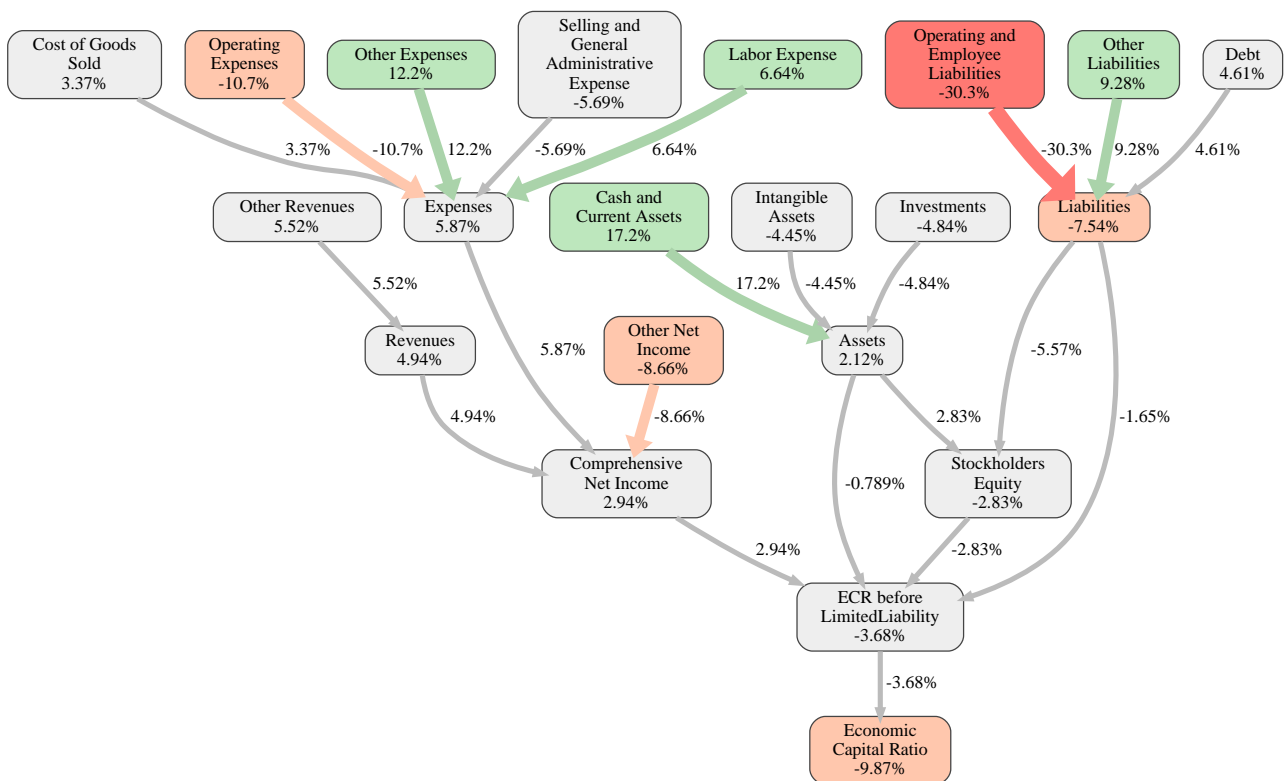 Cost of Goods
Sold
3.37%
Operating
Expenses
-10.7%
Other Expenses
12.2%
Selling and
General
Administrative
Expense
-5.69%
Labor Expense
6.64%
Operating and
Employee
Liabilities
-30.3%
Other
Liabilities
9.28%
Debt
4.61%
3.37%
-10.7%
12.2%
-5.69%
6.64%
-30.3%
9.28%
4.61%
Other Revenues
5.52%
Expenses
5.87%
Cash and
Current Assets
17.2%
Intangible
Assets
-4.45%
Investments
-4.84%
Liabilities
-7.54%
5.52%
17.2%
-4.45%
-4.84%
Revenues
4.94%
5.87%
Other Net
Income
-8.66%
Assets
2.12%
-5.57%
4.94%
-8.66%
2.83%
-1.65%
Comprehensive
Net Income
2.94%
-0.789%
Stockholders
Equity
-2.83%
2.94%
-2.83%
ECR before
LimitedLiability
-3.68%
-3.68%
Economic
Capital Ratio
-9.87%